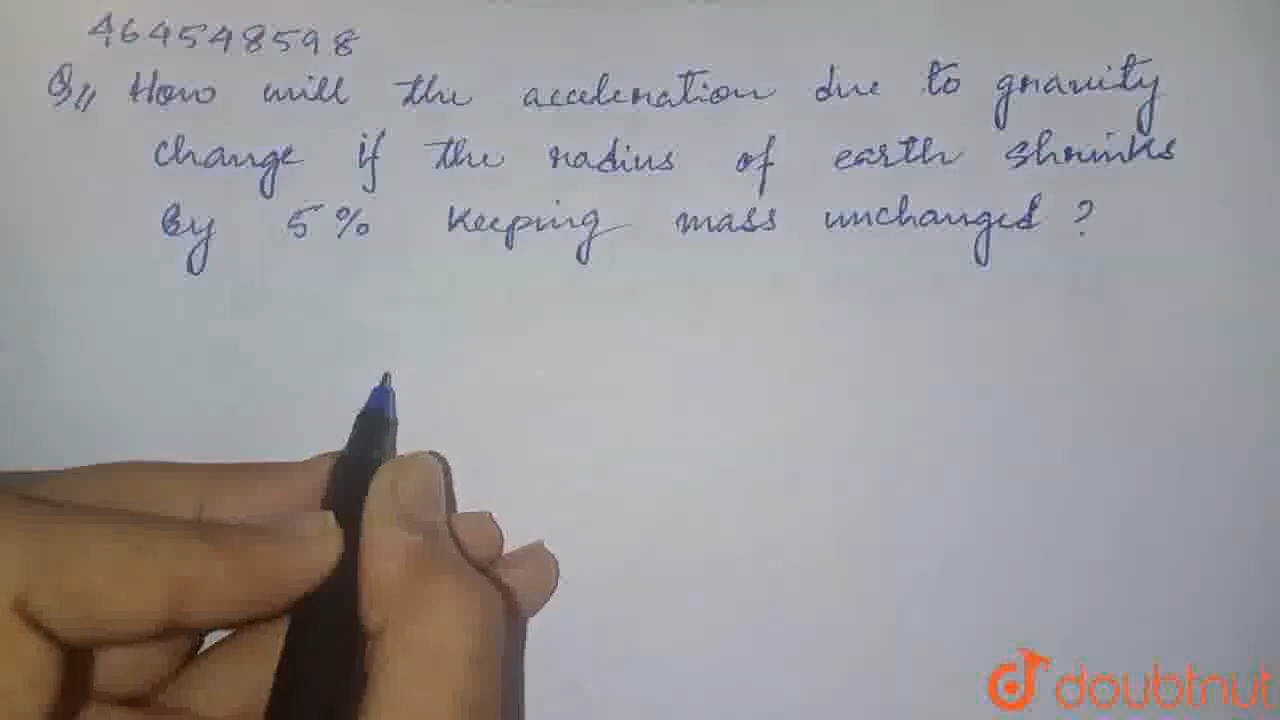 464548598
Q,, How will the acceleration due to gravity
change if the radius of earth shrinks
by 5% keeping mass unchanged ?
doubtnut